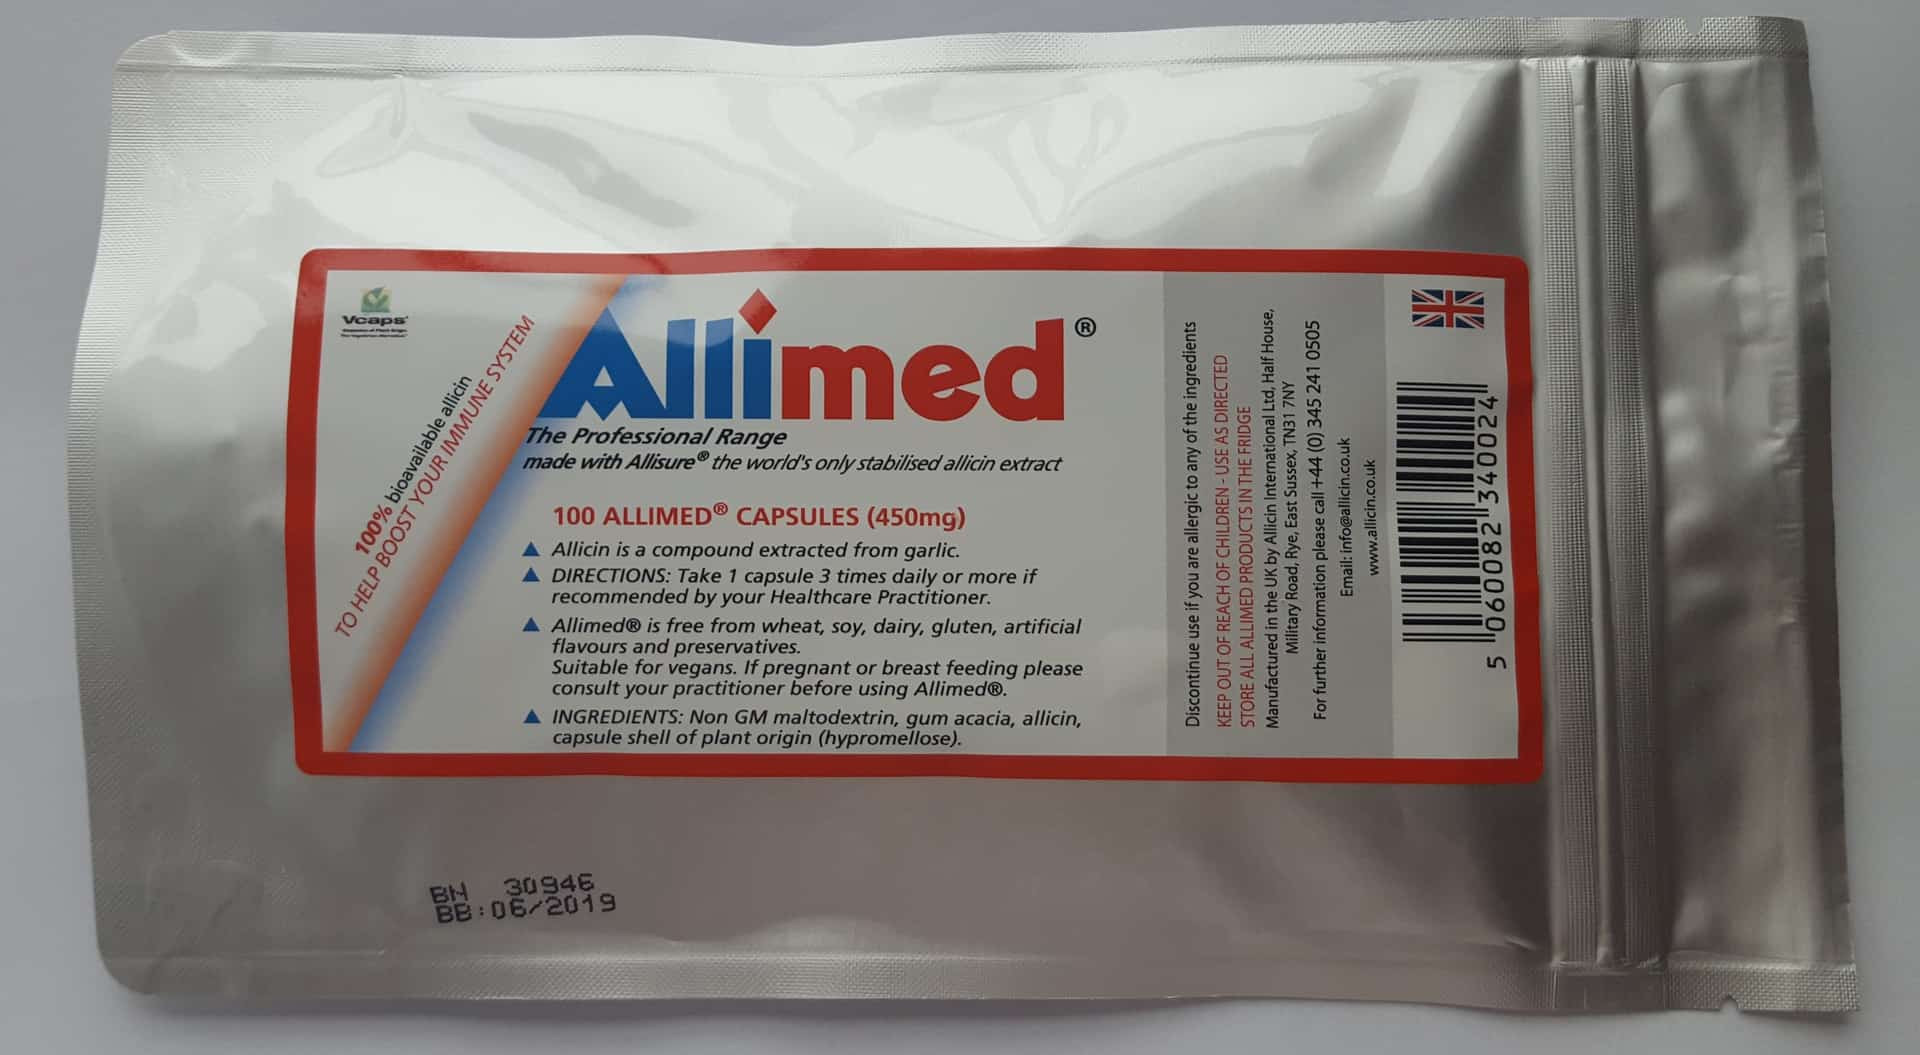 Vcaps®
100% bioavailable allicin
TO HELP BOOST YOUR IMMUNE SYSTEM
Allimed®
The Professional Range
made with Allisure® the world's only stabilised allicin extract
100 ALLIMED® CAPSULES (450mg)
Allicin is a compound extracted from garlic.
DIRECTIONS: Take 1 capsule 3 times daily or more if
recommended by your Healthcare Practitioner.
Allimed® is free from wheat, soy, dairy, gluten, artificial
flavours and preservatives.
Suitable for vegans. If pregnant or breast feeding please
consult your practitioner before using Allimed®.
INGREDIENTS: Non GM maltodextrin, gum acacia, allicin,
capsule shell of plant origin (hypromellose).
Discontinue use if you are allergic to any of the ingredients
KEEP OUT OF REACH OF CHILDREN - USE AS DIRECTED
STORE ALL ALLIMED PRODUCTS IN THE FRIDGE
Manufactured in the UK by Allicin International Ltd, Half House,
Military Road, Rye, East Sussex, TN31 7NY
For further information please call +44 (0) 345 241 0505
Email: info@allicin.co.uk
www.allicin.co.uk
5 060082 340024
BN 30946
BB:06/2019